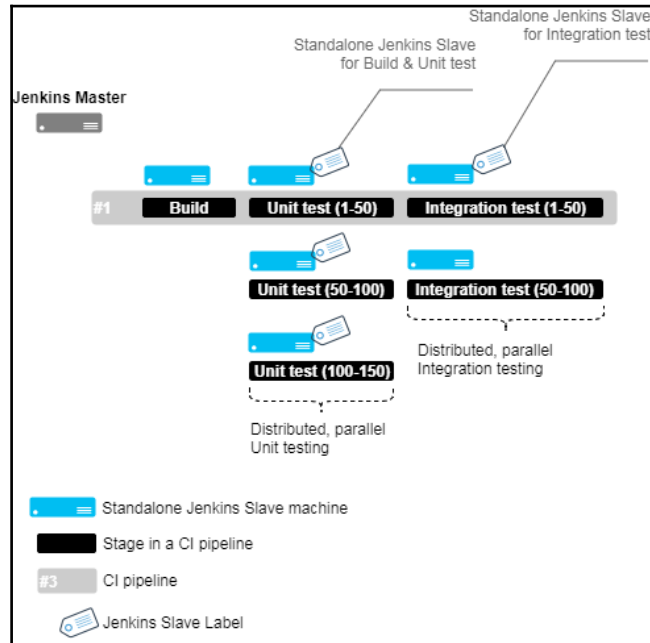 Standalone Jenkins Slave
for Integration test
Standalone Jenkins Slave
for Build & Unit test
Jenkins Master
#1
Build
Unit test (1-50)
Integration test (1-50)
Unit test (50-100)
Integration test (50-100)
Unit test (100-150)
Distributed, parallel
Integration testing
Distributed, parallel
Unit testing
Standalone Jenkins Slave machine
Stage in a CI pipeline
#3
CI pipeline
Jenkins Slave Label